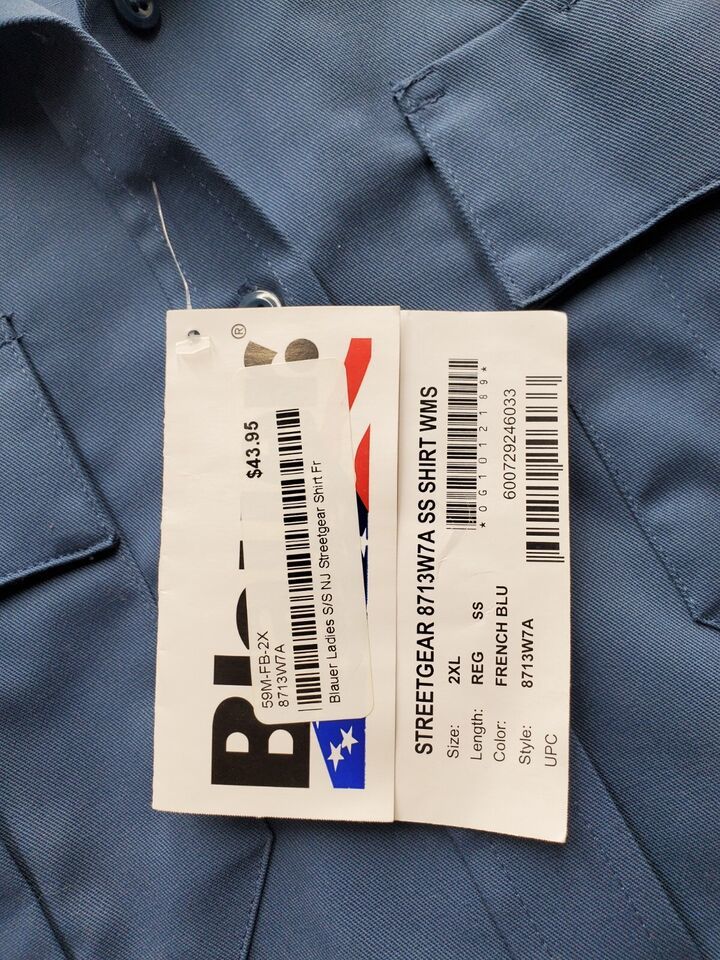 Bla
®
$43.95
59M-FB-2X
8713W7A
Blauer Ladies S/S NJ Streetgear Shirt Fr
STREETGEAR 8713W7A SS SHIRT WMS
Size: 2XL
Length: REG SS
Color: FRENCH BLU
Style: 8713W7A
UPC
*0G1012189*
600729246033